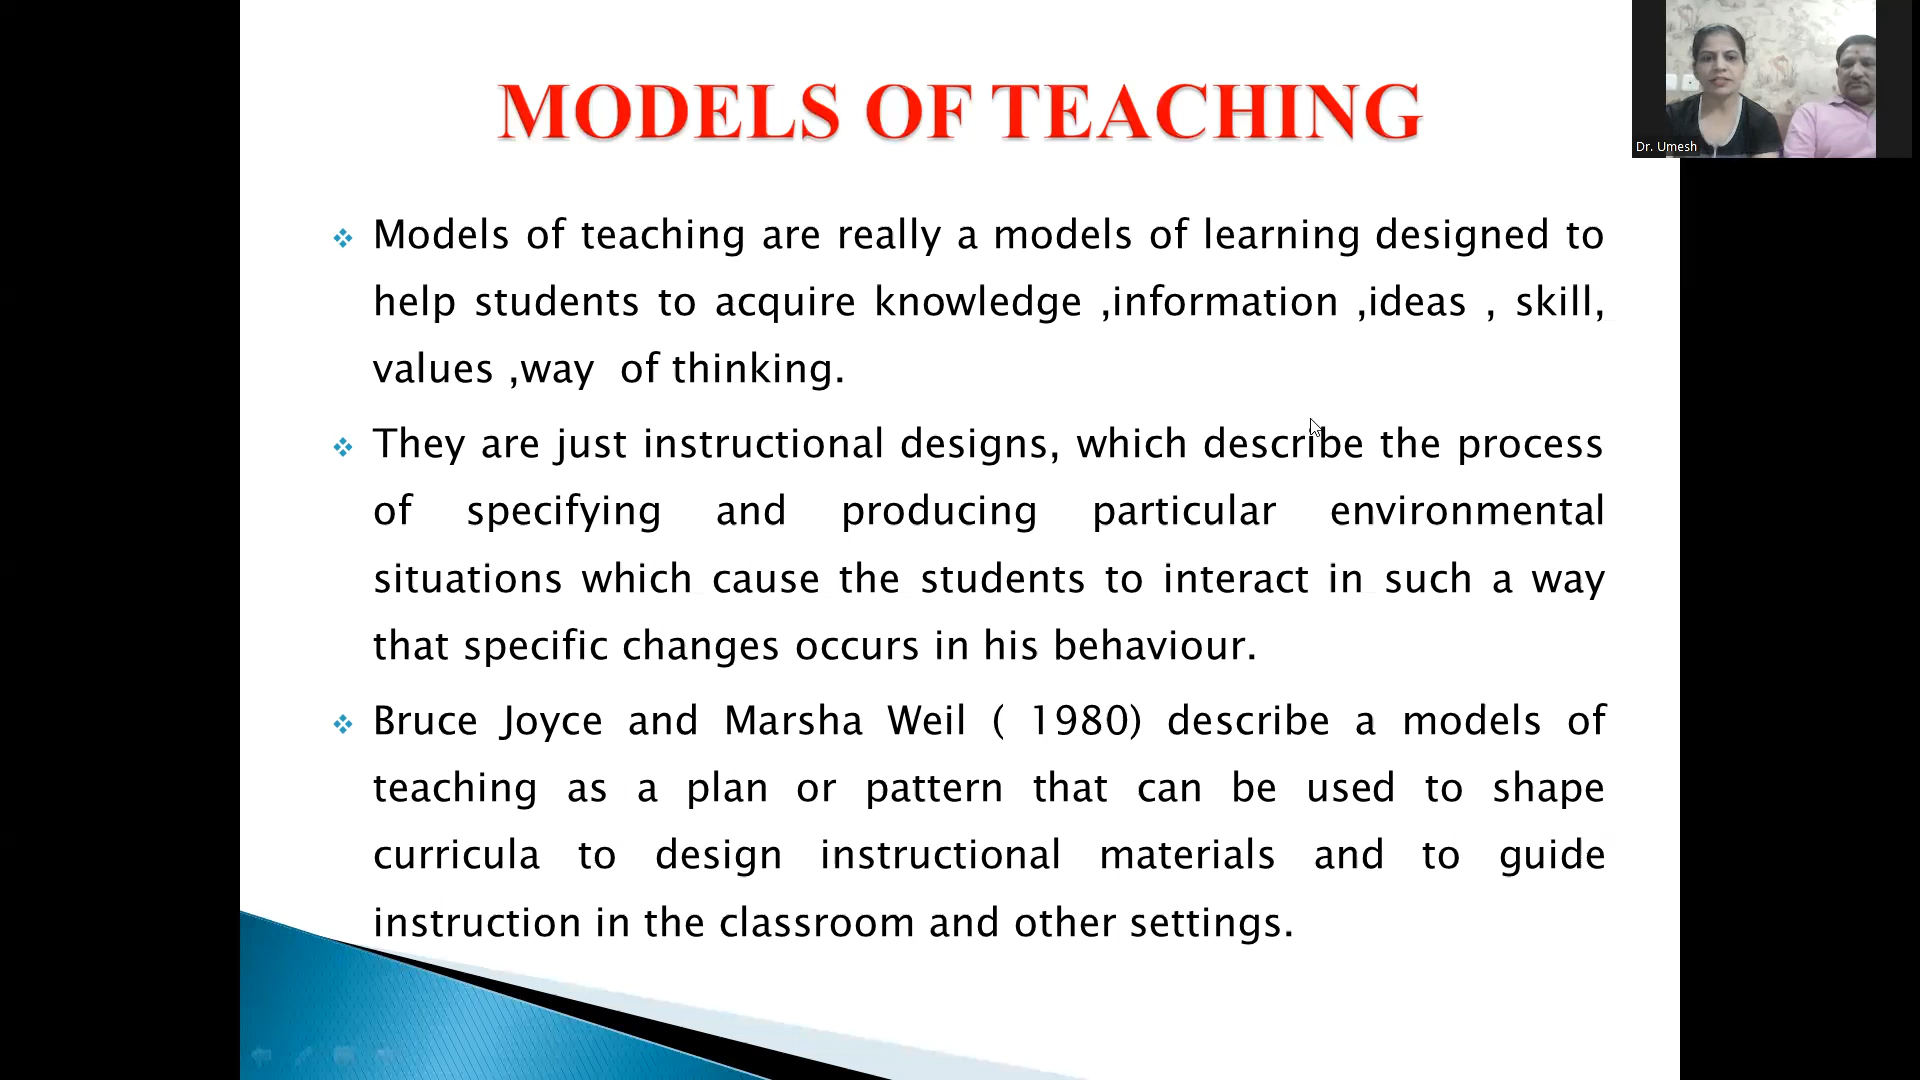 MODELS OF TEACHING
Dr. Umesh
Models of teaching are really a models of learning designed to
help students to acquire knowledge ,information ,ideas , skill,
values ,way  of thinking.
They are just instructional designs, which describe the process
of specifying and producing particular environmental
situations which cause the students to interact in such a way
that specific changes occurs in his behaviour.
Bruce Joyce and Marsha Weil ( 1980) describe a models of
teaching as a plan or pattern that can be used to shape
curricula to design instructional materials and to guide
instruction in the classroom and other settings.